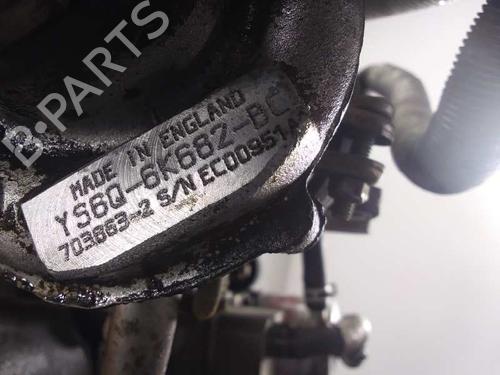 B-PARTS
MADE IN ENGLAND
YS6Q-6K682-BC
703863-2 S/N EC00951A